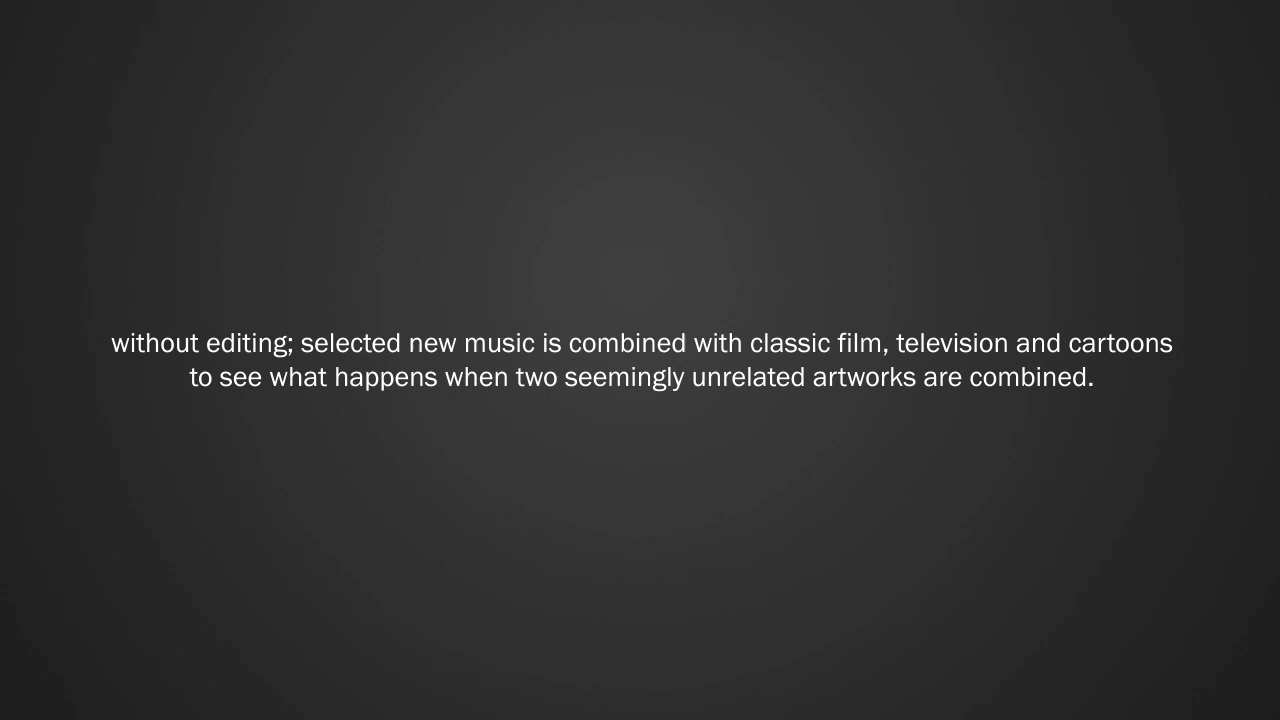 without editing; selected new music is combined with classic film, television and cartoons
to see what happens when two seemingly unrelated artworks are combined.